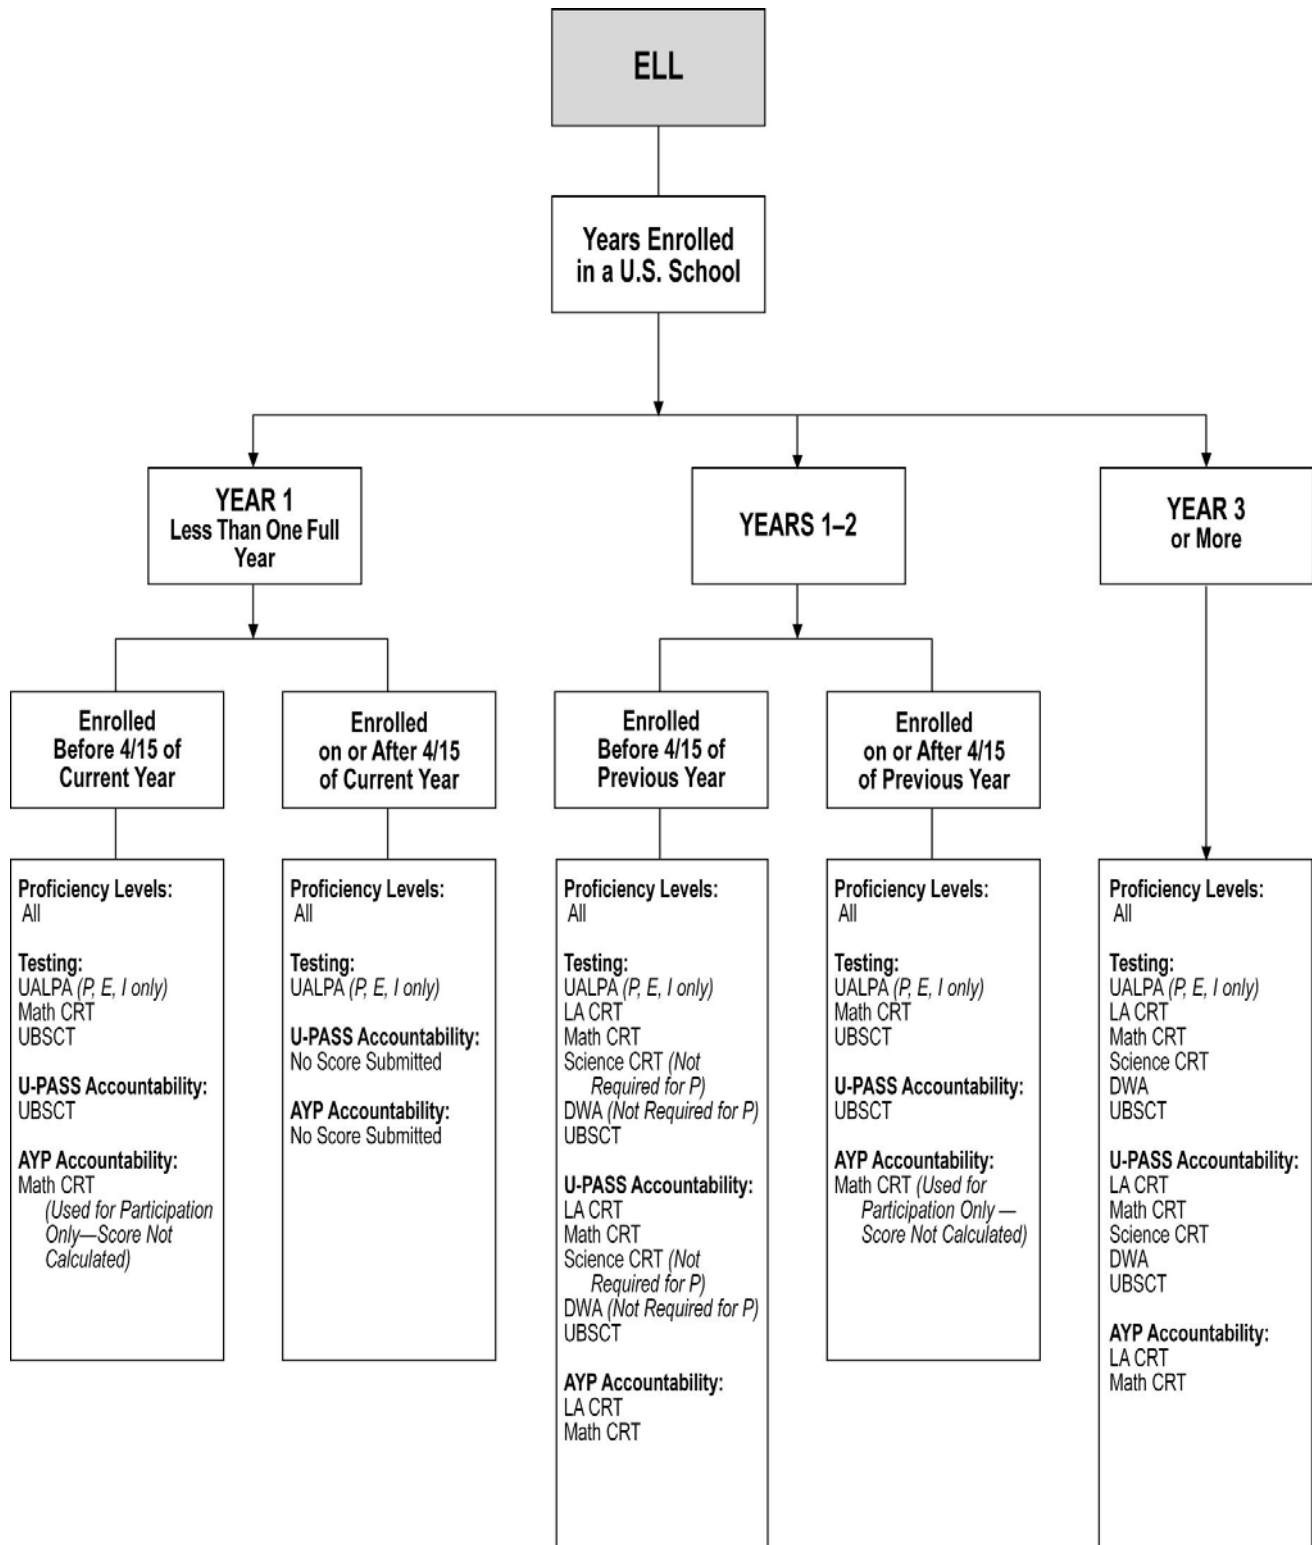 ELL
Years Enrolled
in a U.S. School
YEAR 1
Less Than One Full
Year
YEARS 1–2
YEAR 3
or More
Enrolled
Before 4/15 of
Current Year
Enrolled
on or After 4/15
of Current Year
Enrolled
Before 4/15 of
Previous Year
Enrolled
on or After 4/15
of Previous Year
Proficiency Levels:
All
Testing:
UALPA (P, E, I only)
Math CRT
UBSCT
U-PASS Accountability:
UBSCT
AYP Accountability:
Math CRT
(Used for Participation
Only—Score Not
Calculated)
Proficiency Levels:
All
Testing:
UALPA (P, E, I only)
U-PASS Accountability:
No Score Submitted
AYP Accountability:
No Score Submitted
Proficiency Levels:
All
Testing:
UALPA (P, E, I only)
LA CRT
Math CRT
Science CRT (Not
Required for P)
DWA (Not Required for P)
UBSCT
U-PASS Accountability:
LA CRT
Math CRT
Science CRT (Not
Required for P)
DWA (Not Required for P)
UBSCT
AYP Accountability:
LA CRT
Math CRT
Proficiency Levels:
All
Testing:
UALPA (P, E, I only)
Math CRT
UBSCT
U-PASS Accountability:
UBSCT
AYP Accountability:
Math CRT (Used for
Participation Only —
Score Not Calculated)
Proficiency Levels:
All
Testing:
UALPA (P, E, I only)
LA CRT
Math CRT
Science CRT
DWA
UBSCT
U-PASS Accountability:
LA CRT
Math CRT
Science CRT
DWA
UBSCT
AYP Accountability:
LA CRT
Math CRT